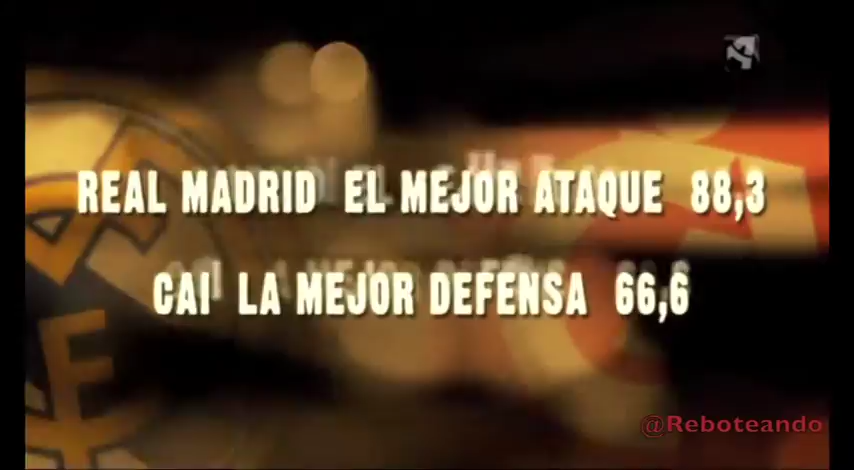 REAL MADRID EL MEJOR ATAQUE 88,3
CAI LA MEJOR DEFENSA 66,6
@Reboteando